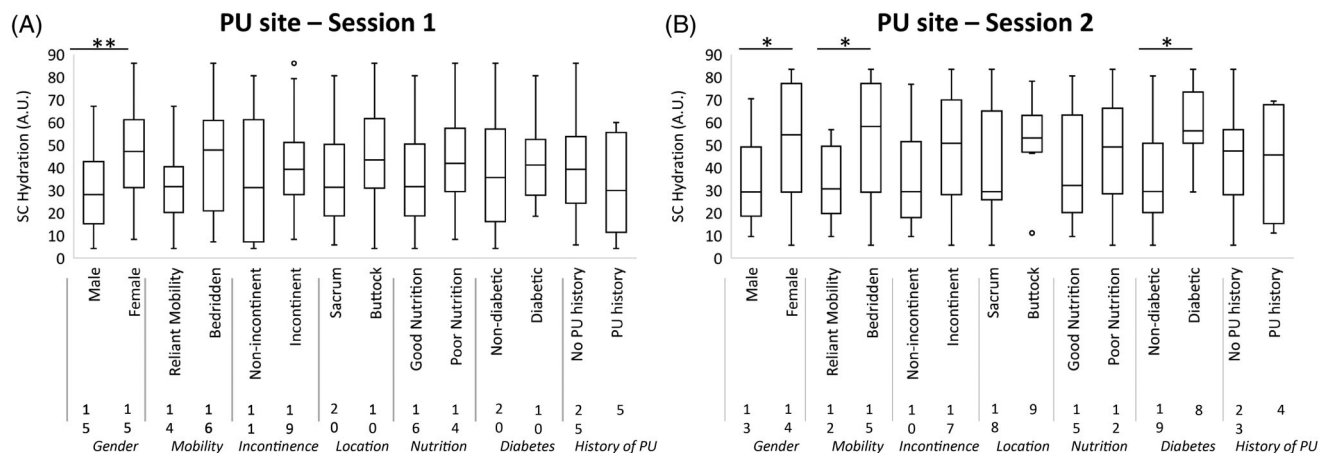 (A) PU site – Session 1
** 
90
80
70
60
50
40
30
20
10
0
SC Hydration (A.U.)
Male
Female
Reliant Mobility
Bedridden
Non-incontinent
Incontinent
Sacrum
Buttock
Good Nutrition
Poor Nutrition
Non-diabetic
Diabetic
No PU history
PU history
1 1 1 1 1 1 2 1 1 1 2 1 2 5
5 5 4 6 1 9 0 0 6 4 0 0 5
Gender Mobility Incontinence Location Nutrition Diabetes History of PU
(B) PU site – Session 2
* * *
90
80
70
60
50
40
30
20
10
0
SC Hydration (A.U.)
Male
Female
Reliant Mobility
Bedridden
Non-incontinent
Incontinent
Sacrum
Buttock
Good Nutrition
Poor Nutrition
Non-diabetic
Diabetic
No PU history
PU history
1 1 1 1 1 1 1 9 1 1 1 8 2 4
3 4 2 5 0 7 8 5 2 9 3
Gender Mobility Incontinence Location Nutrition Diabetes History of PU